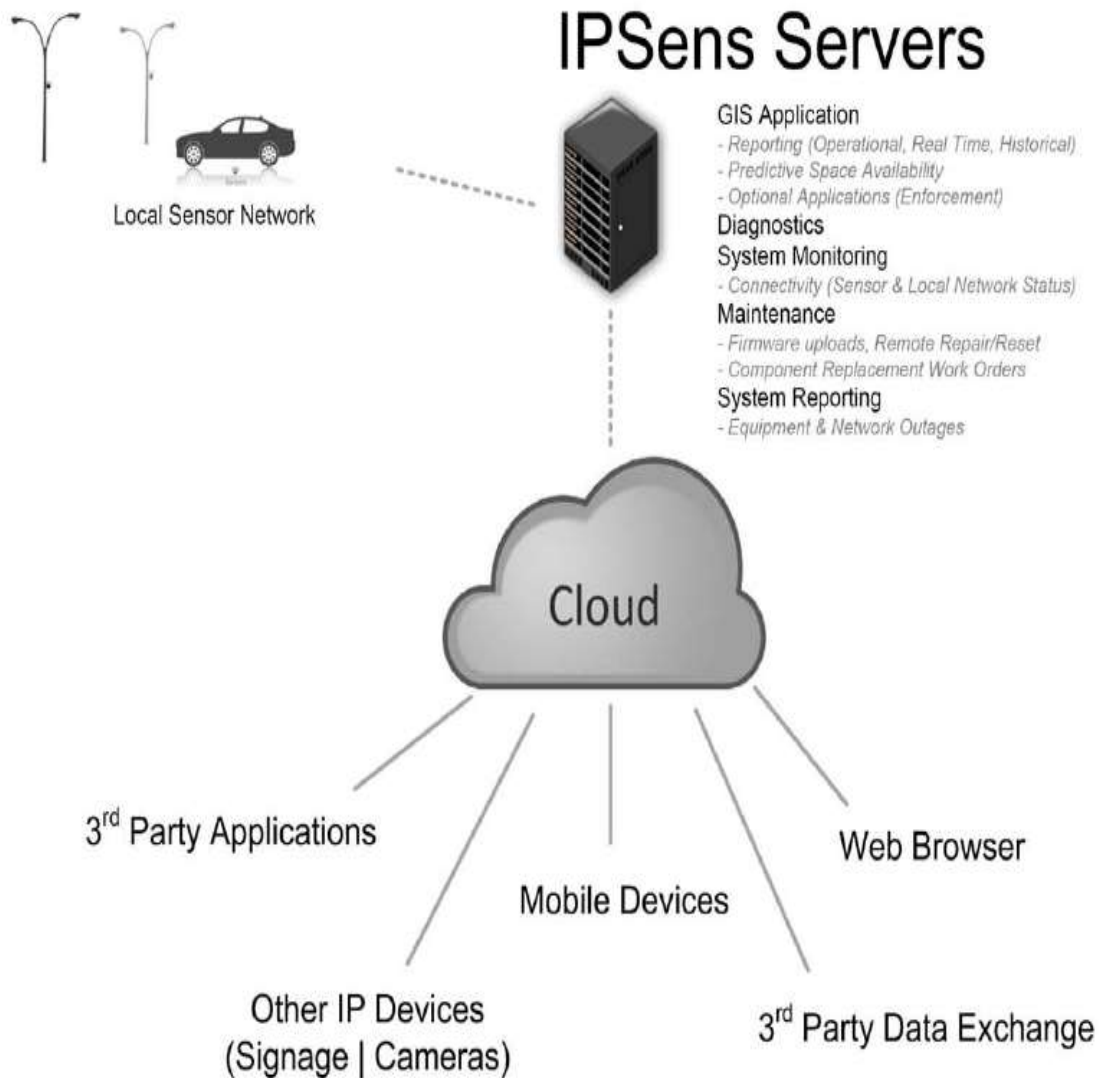 IPSens Servers
GIS Application
- Reporting (Operational, Real Time, Historical)
- Predictive Space Availability
- Optional Applications (Enforcement)
Diagnostics
System Monitoring
- Connectivity (Sensor & Local Network Status)
Maintenance
- Firmware uploads, Remote Repair/Reset
- Component Replacement Work Orders
System Reporting
- Equipment & Network Outages
Local Sensor Network
Cloud
3rd Party Applications
Web Browser
Mobile Devices
Other IP Devices
(Signage | Cameras)
3rd Party Data Exchange